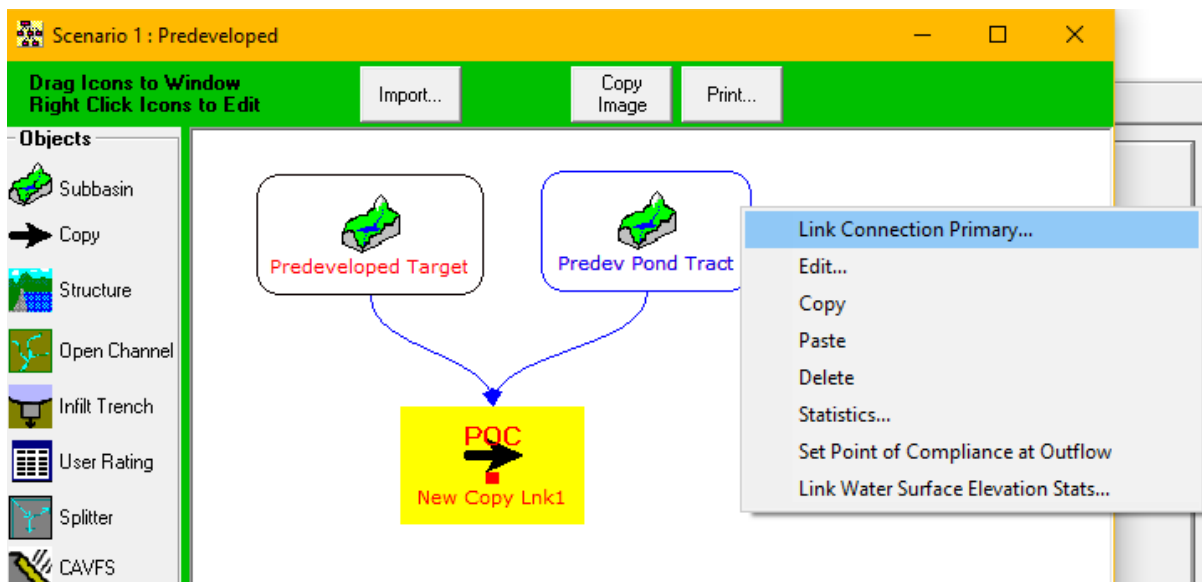 Scenario 1 : Predeveloped
Drag Icons to Window
Right Click Icons to Edit
Import...
Copy
Image
Print...
Objects
Subbasin
Copy
Structure
Open Channel
Infilt Trench
User Rating
Splitter
CAVFS
Predeveloped Target
Predev Pond Tract
POC
New Copy Lnk1
Link Connection Primary...
Edit...
Copy
Paste
Delete
Statistics...
Set Point of Compliance at Outflow
Link Water Surface Elevation Stats...